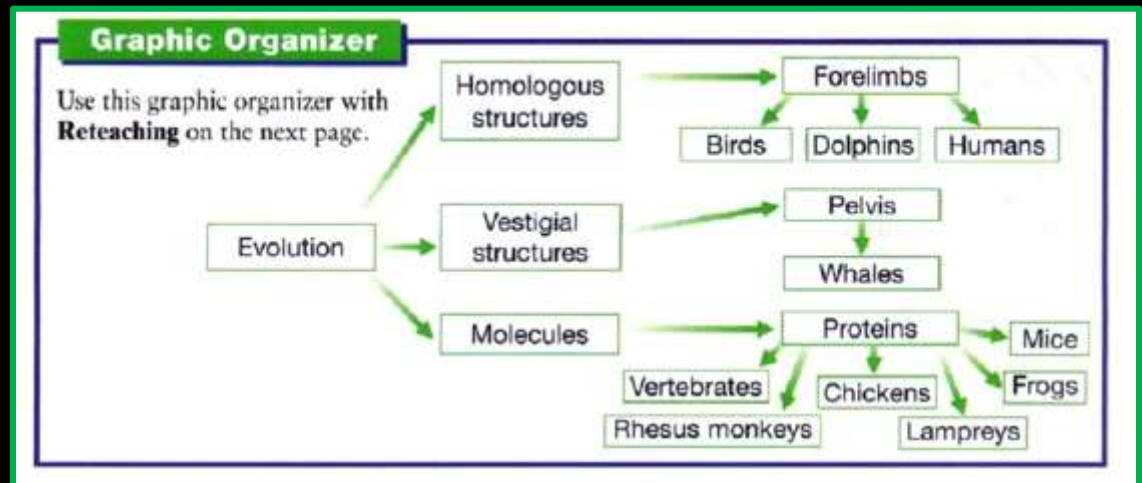 Graphic Organizer
Use this graphic organizer with
Reteaching on the next page.
Evolution
Homologous
structures
Forelimbs
Birds
Dolphins
Humans
Vestigial
structures
Pelvis
Whales
Molecules
Proteins
Mice
Vertebrates
Chickens
Frogs
Rhesus monkeys
Lampreys